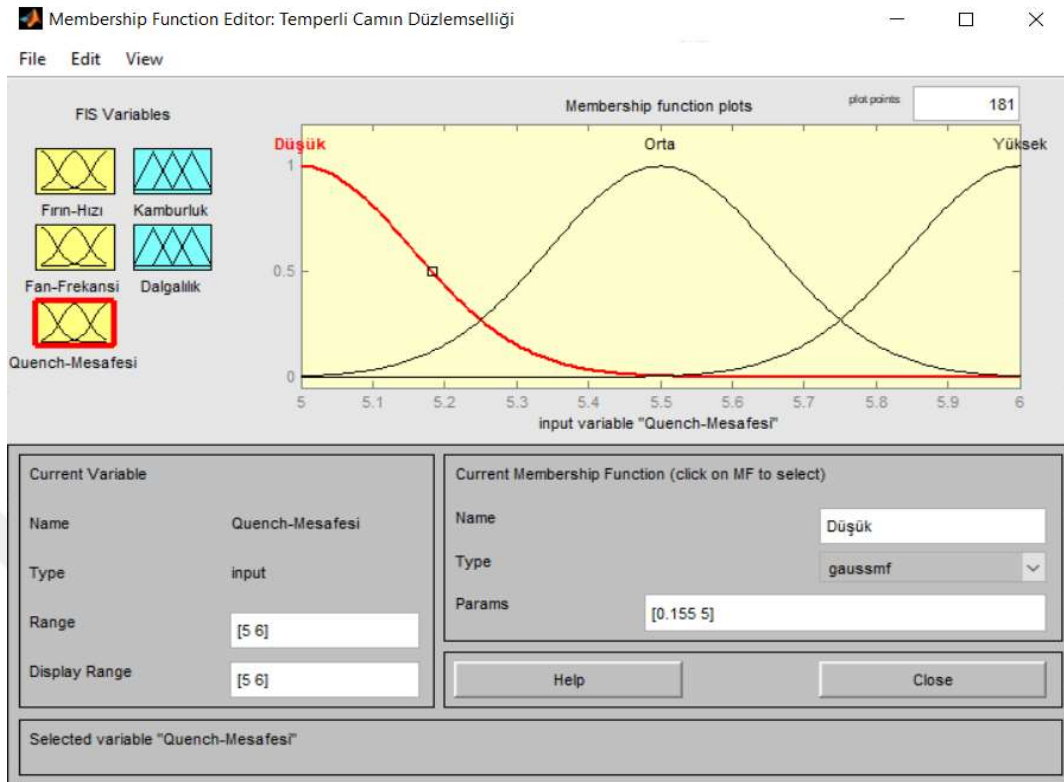 Membership Function Editor: Temperli Camın Düzlemselliği
File Edit View
FIS Variables
Fırın-Hızı Kamburluk
Fan-Frekansi Dalgalılık
Quench-Mesafesi
Membership function plots
plot points
181
Düşük Orta Yüksek
1
0.5
0
5 5.1 5.2 5.3 5.4 5.5 5.6 5.7 5.8 5.9 6
input variable "Quench-Mesafesi"
Current Variable
Name Quench-Mesafesi
Type input
Range [5 6]
Display Range [5 6]
Current Membership Function (click on MF to select)
Name Düşük
Type gaussmf
Params [0.155 5]
Help Close
Selected variable "Quench-Mesafesi"